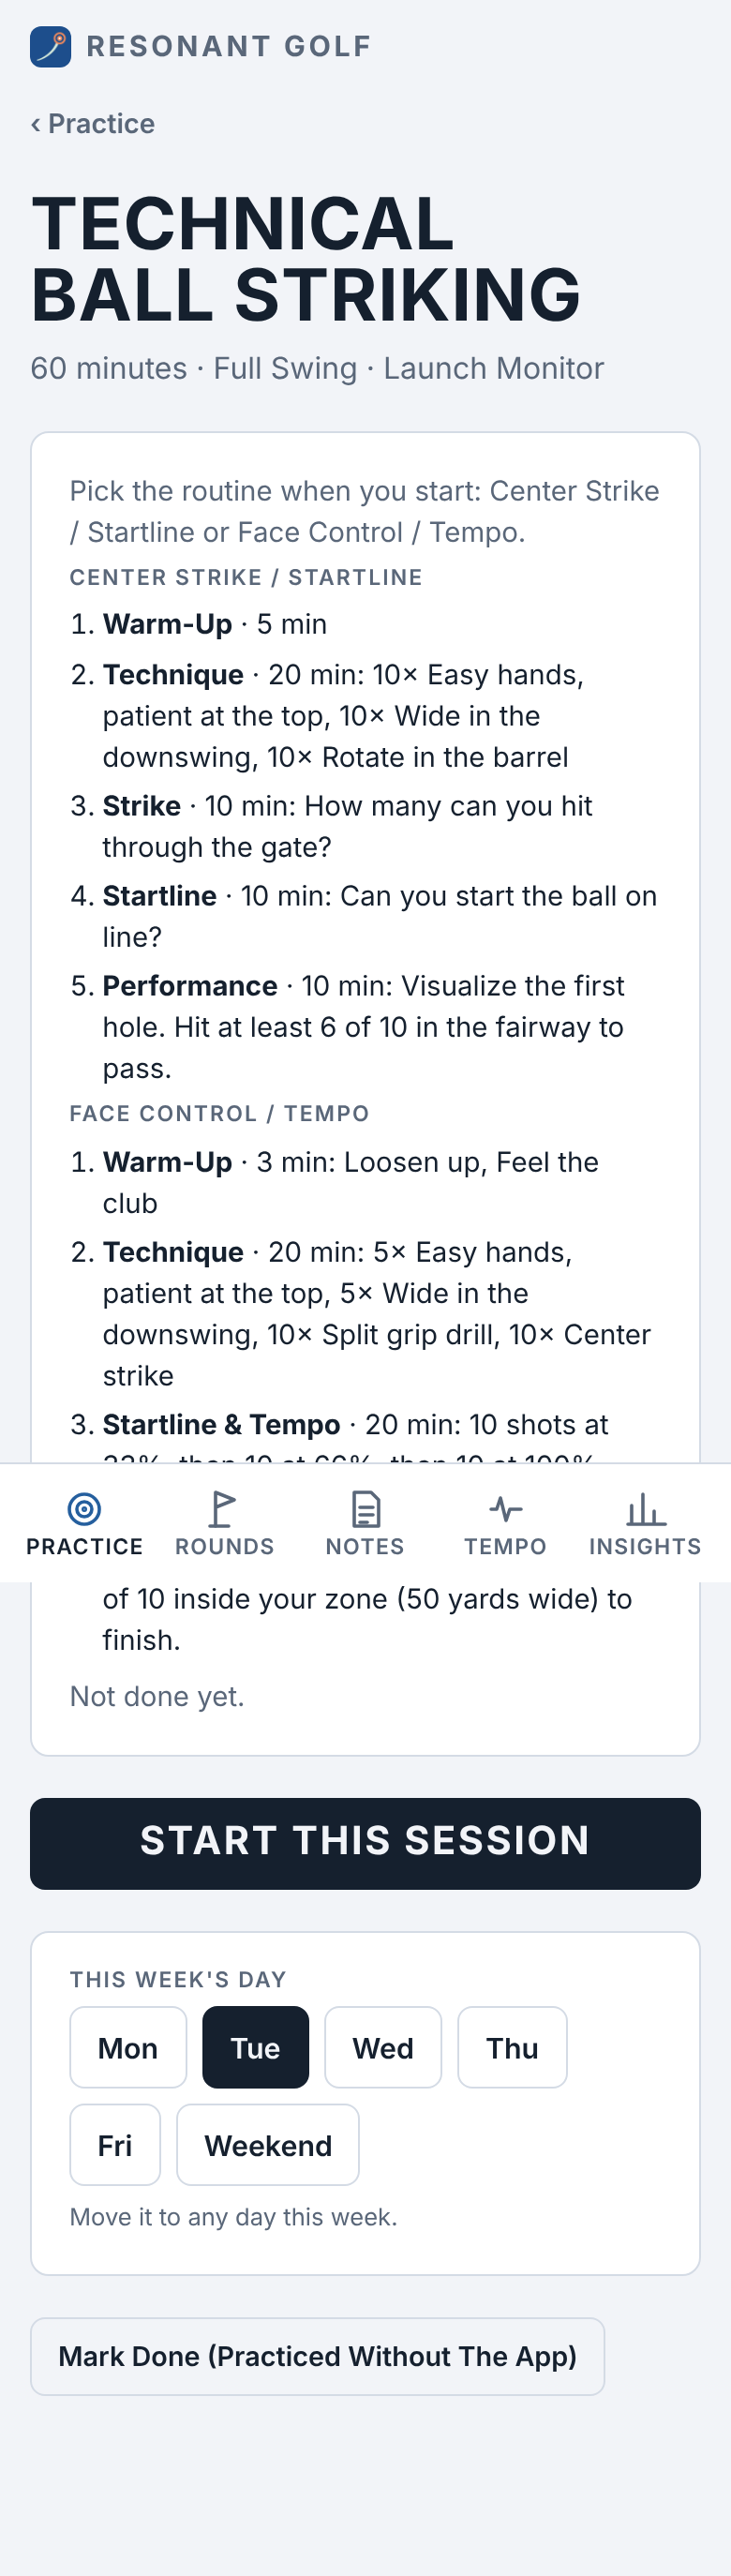 RESONANT GOLF
‹ Practice
TECHNICAL
BALL STRIKING
60 minutes · Full Swing · Launch Monitor
Pick the routine when you start: Center Strike
/ Startline or Face Control / Tempo.
CENTER STRIKE / STARTLINE
1. Warm-Up · 5 min
2. Technique · 20 min: 10× Easy hands,
patient at the top, 10× Wide in the
downswing, 10× Rotate in the barrel
3. Strike · 10 min: How many can you hit
through the gate?
4. Startline · 10 min: Can you start the ball on
line?
5. Performance · 10 min: Visualize the first
hole. Hit at least 6 of 10 in the fairway to
pass.
FACE CONTROL / TEMPO
1. Warm-Up · 3 min: Loosen up, Feel the
club
2. Technique · 20 min: 5× Easy hands,
patient at the top, 5× Wide in the
downswing, 10× Split grip drill, 10× Center
strike
3. Startline & Tempo · 20 min: 10 shots at
33%, then 10 at 66%, then 10 at 100%
PRACTICE ROUNDS NOTES TEMPO INSIGHTS
of 10 inside your zone (50 yards wide) to
finish.
Not done yet.
START THIS SESSION
THIS WEEK'S DAY
Mon Tue Wed Thu
Fri Weekend
Move it to any day this week.
Mark Done (Practiced Without The App)